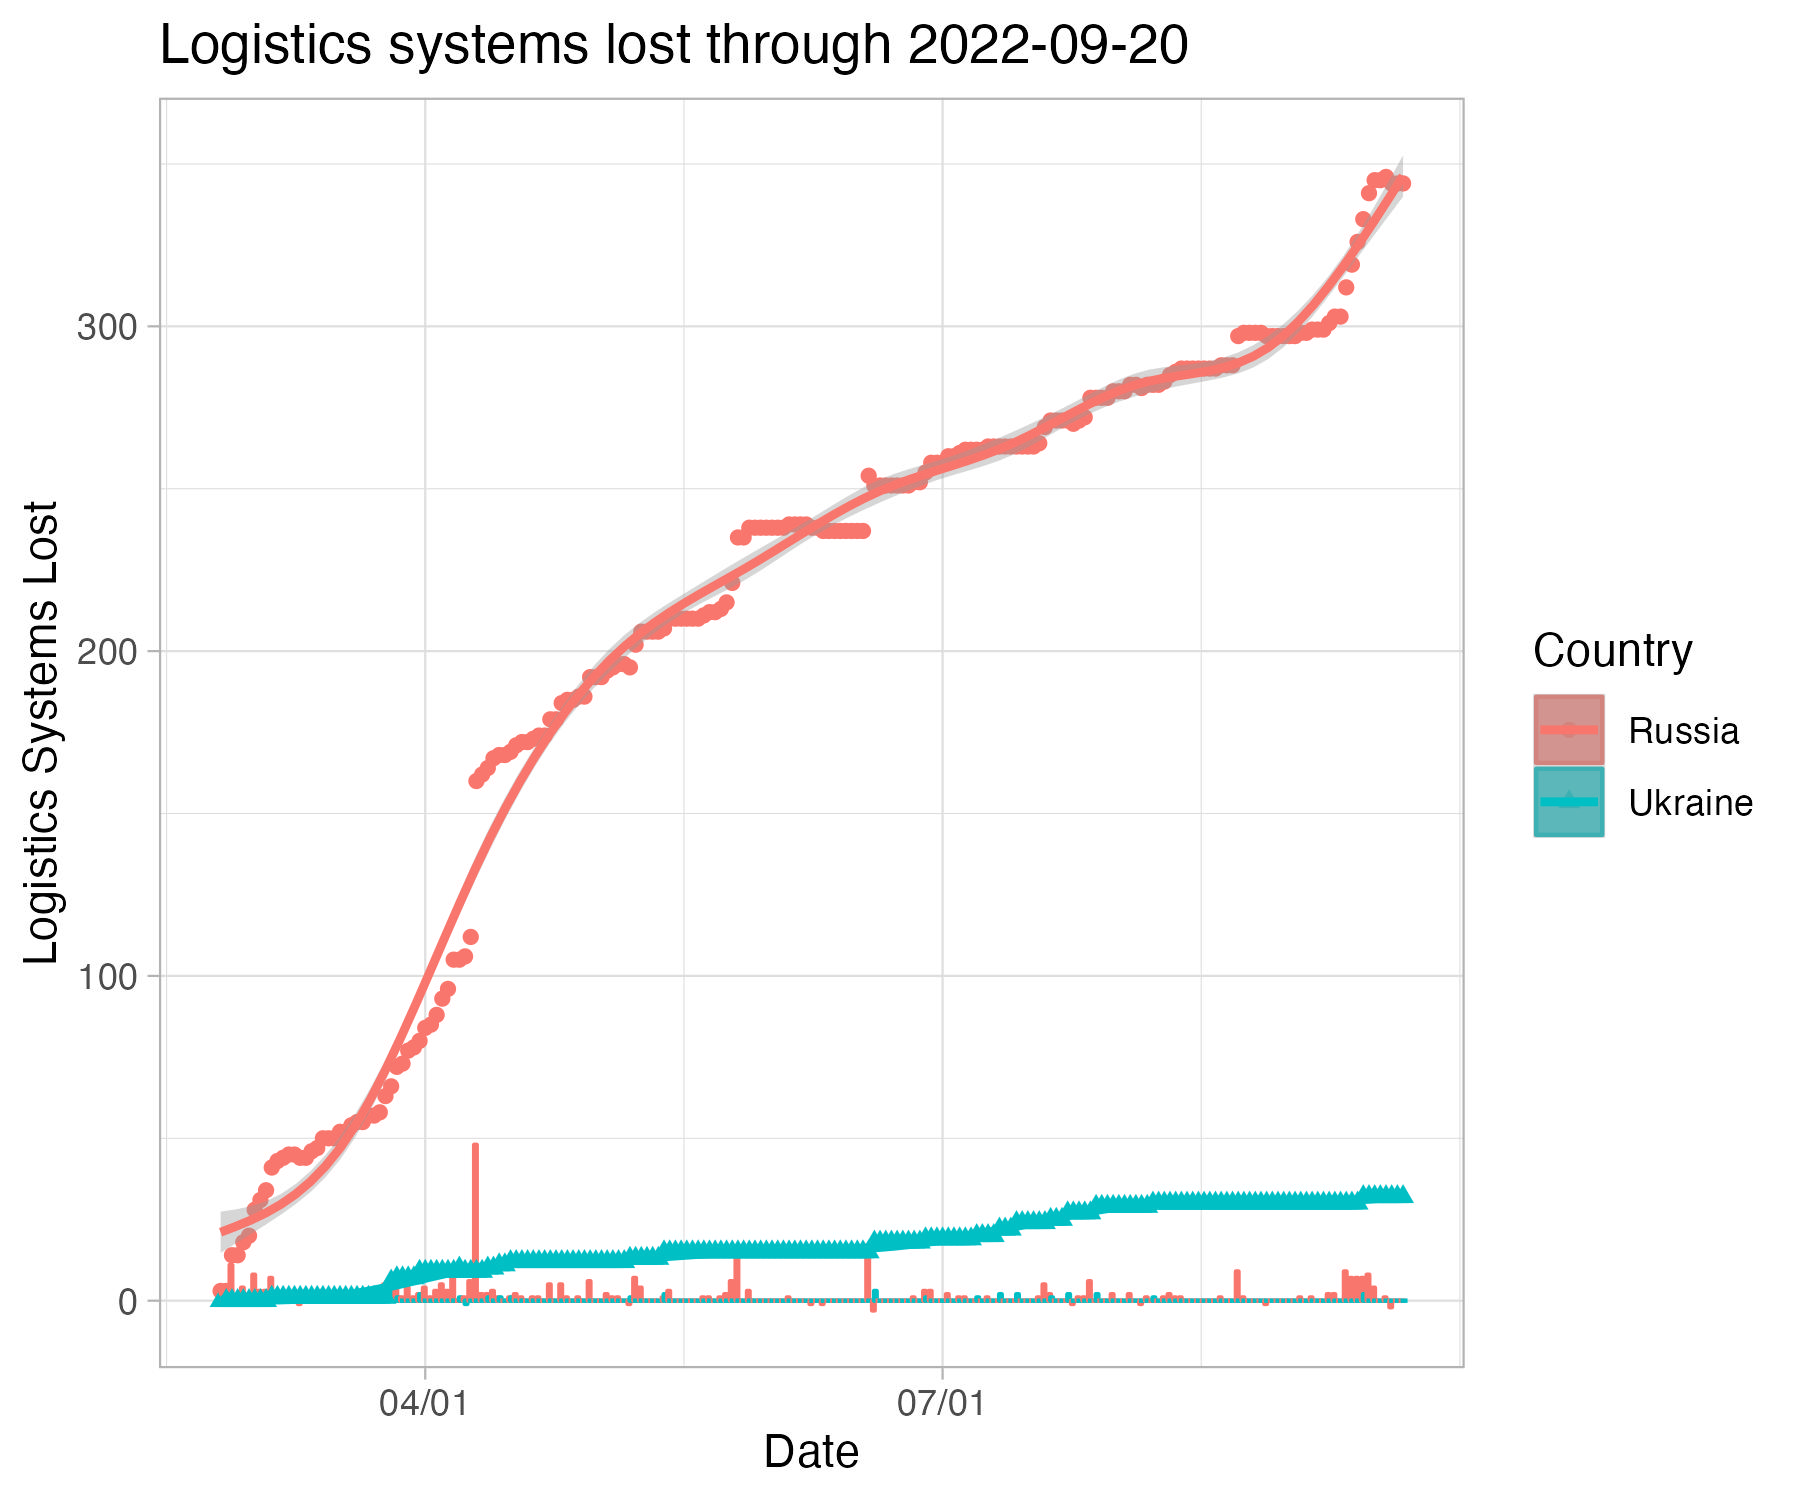 Logistics systems lost through 2022-09-20
Logistics Systems Lost
300
200
100
0
04/01
07/01
Date
Country
Russia
Ukraine